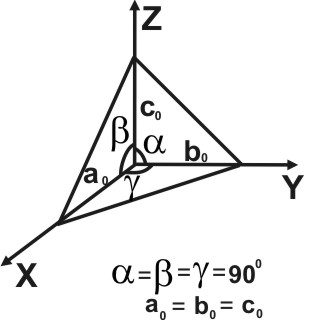 Z
c₀
β
α
b₀
a₀
γ
Y
X
α=β=γ=90⁰
a₀ = b₀ = c₀